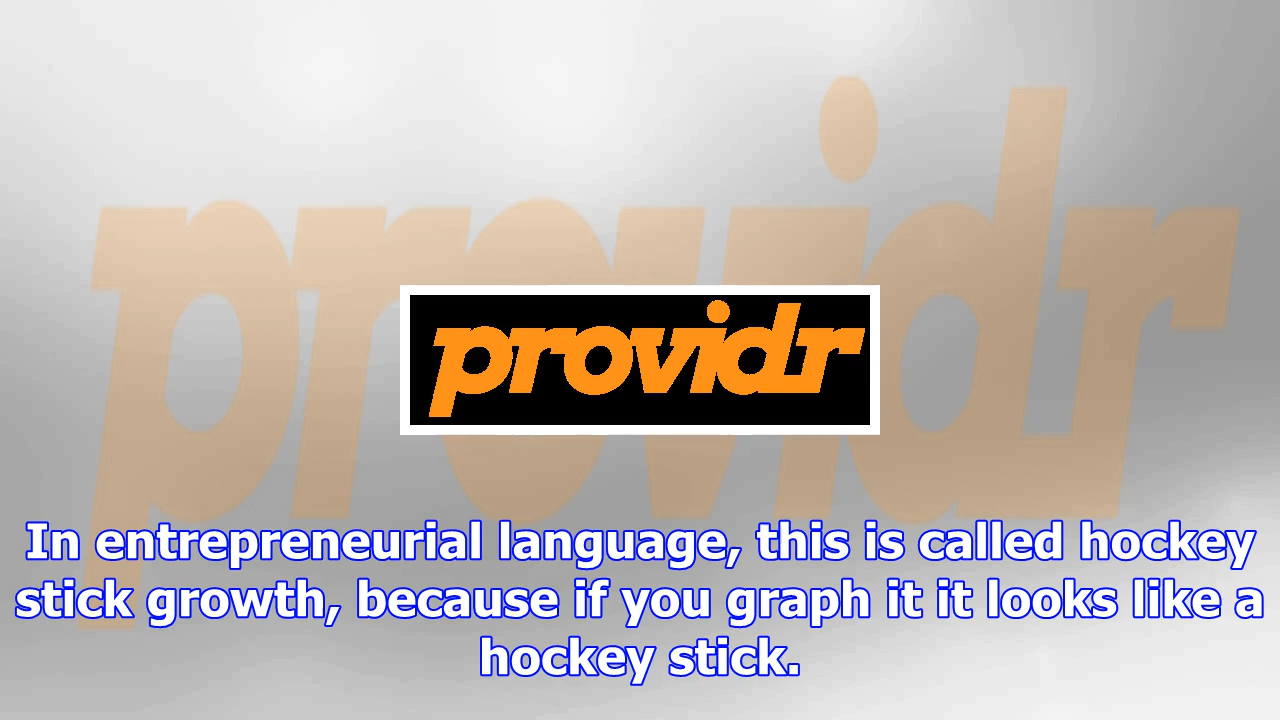 providr
providr
In entrepreneurial language, this is called hockey
stick growth, because if you graph it it looks like a
hockey stick.